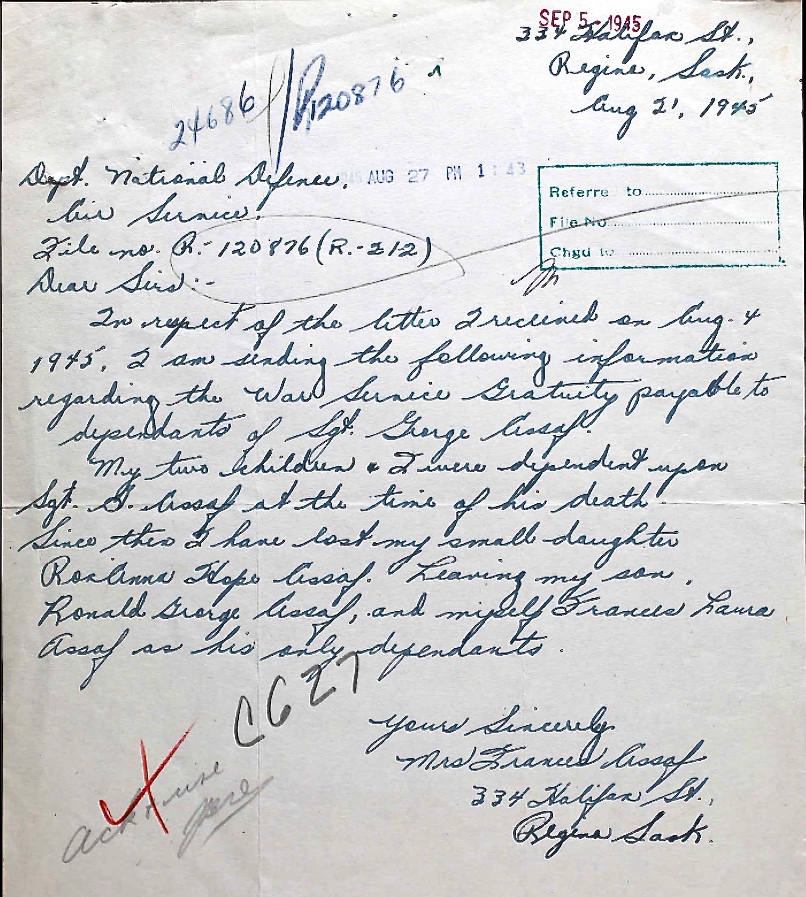 SEP 5 - 1945
334 Halifax St.,
Regina, Sask.,
Aug 21, 1945
24686 // R120876
Dept. National Defence,
AUG 27 PM 1:43
Air Service.
File no. R.-120876 (R.-212)
Dear Sirs:-
Referre to
File No.
Chgd to
In respect of the letter I received on Aug. 4
1945, I am sending the following information
regarding the War Service Gratuity payable to
dependants of Sgt. George Assaf.
My two children & I were dependent upon
Sgt. G. Assaf at the time of his death.
Since then I have lost my small daughter
RoxAnna Hope Assaf. Leaving my son,
Ronald George Assaf, and myself Frances Laura
Assaf as his only dependants.
C627
Yours Sincerely
Mrs Frances Assaf
334 Halifax St.,
Regina Sask.